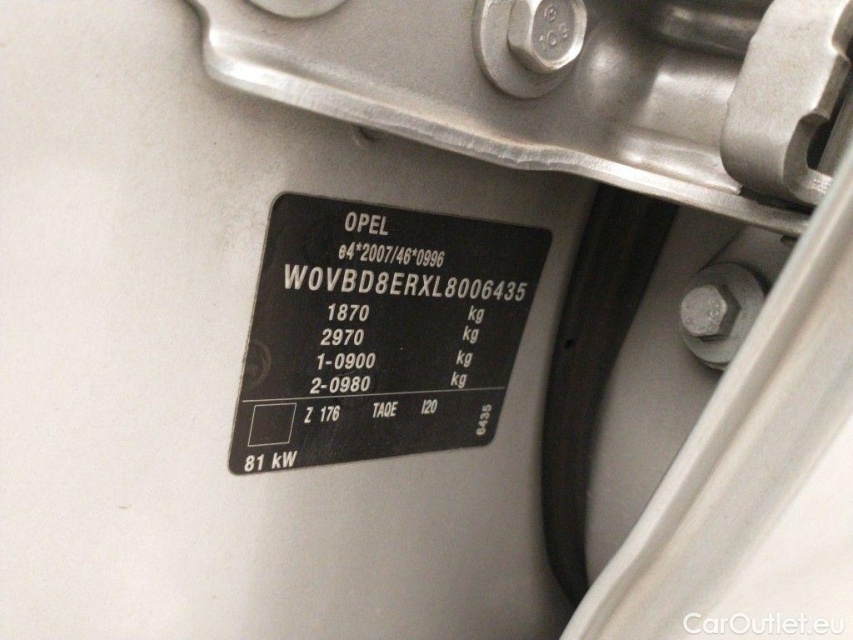 OPEL
e4*2007/46*0996
W0VBD8ERXL8006435
1870 kg
2970 kg
1-0900 kg
2-0980 kg
Z 176 TAQE I20
6435
81 kW
CarOutlet.eu